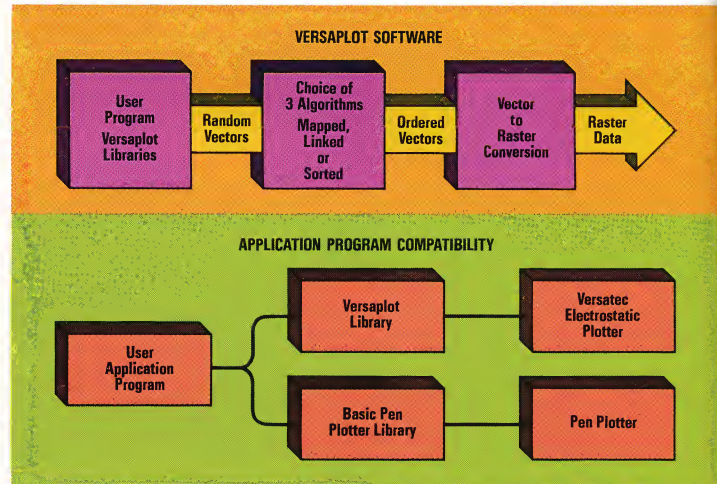 VERSAPLOT SOFTWARE
User
Program
Versaplot
Libraries
Random
Vectors
Choice of
3 Algorithms
Mapped,
Linked
or
Sorted
Ordered
Vectors
Vector
to
Raster
Conversion
Raster
Data
APPLICATION PROGRAM COMPATIBILITY
User
Application
Program
Versaplot
Library
Versatec
Electrostatic
Plotter
Basic Pen
Plotter Library
Pen Plotter